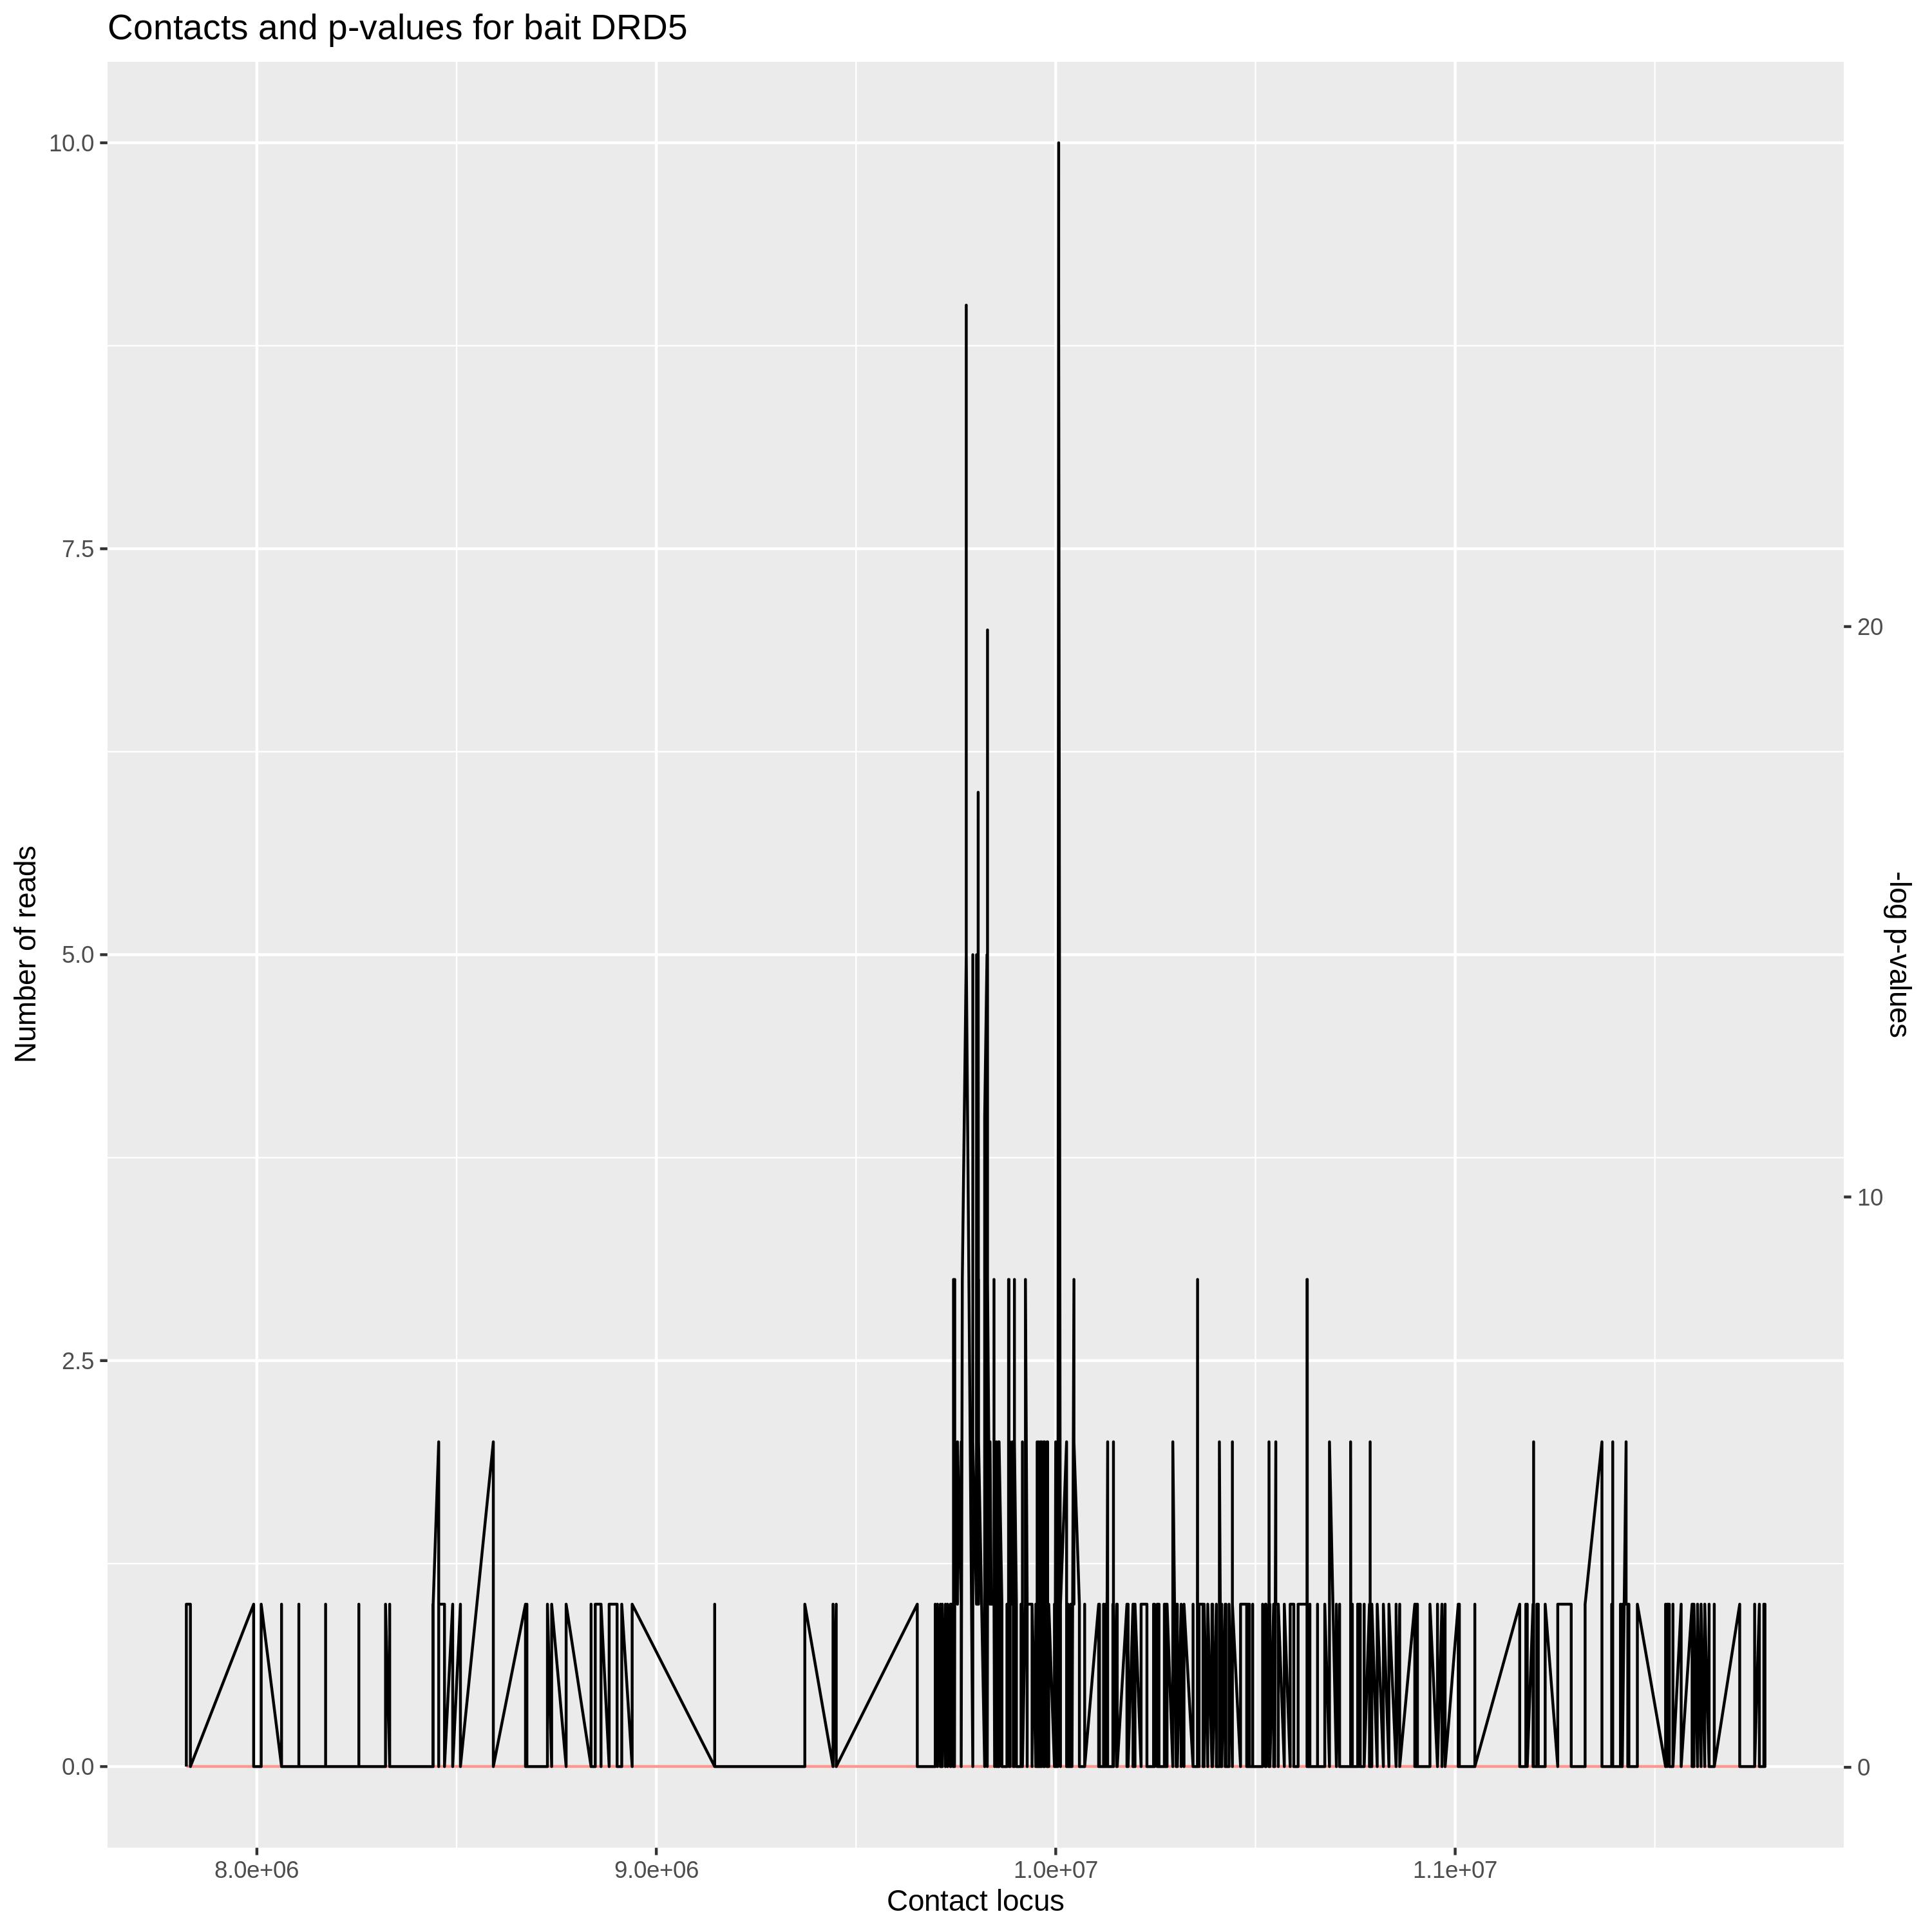 Contacts and p-values for bait DRD5
10.0
7.5
5.0
2.5
0.0
Number of reads
20
10
0
-log p-values
8.0e+06
9.0e+06
1.0e+07
1.1e+07
Contact locus